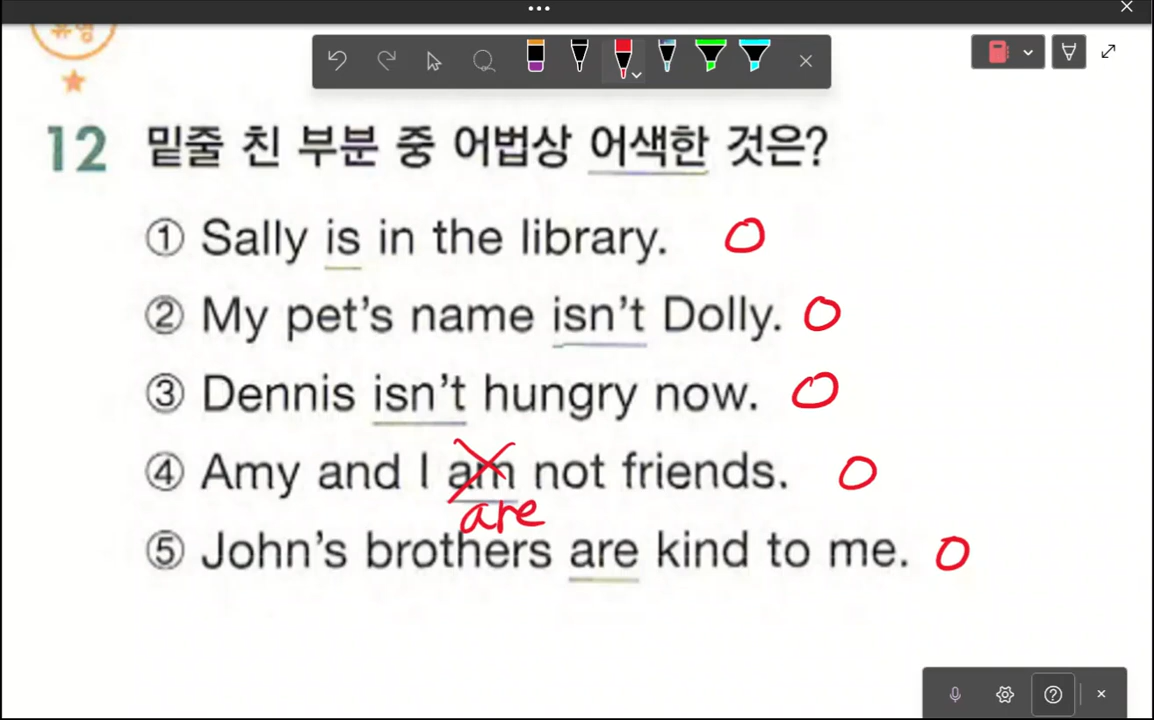 유형
12 밑줄 친 부분 중 어법상 어색한 것은?
① Sally is in the library. O
② My pet's name isn't Dolly. O
③ Dennis isn't hungry now. O
④ Amy and I am not friends. O
are
⑤ John's brothers are kind to me. O